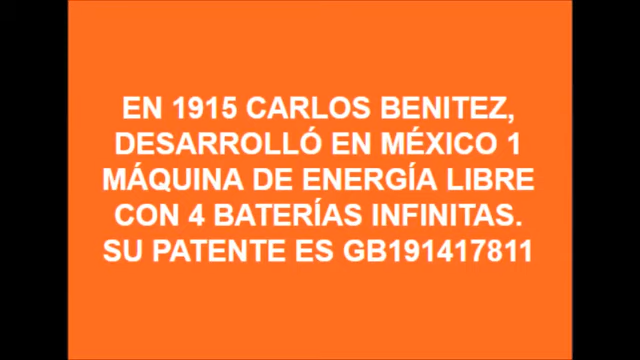 EN 1915 CARLOS BENITEZ,
DESARROLLÓ EN MÉXICO 1
MÁQUINA DE ENERGÍA LIBRE
CON 4 BATERÍAS INFINITAS.
SU PATENTE ES GB191417811